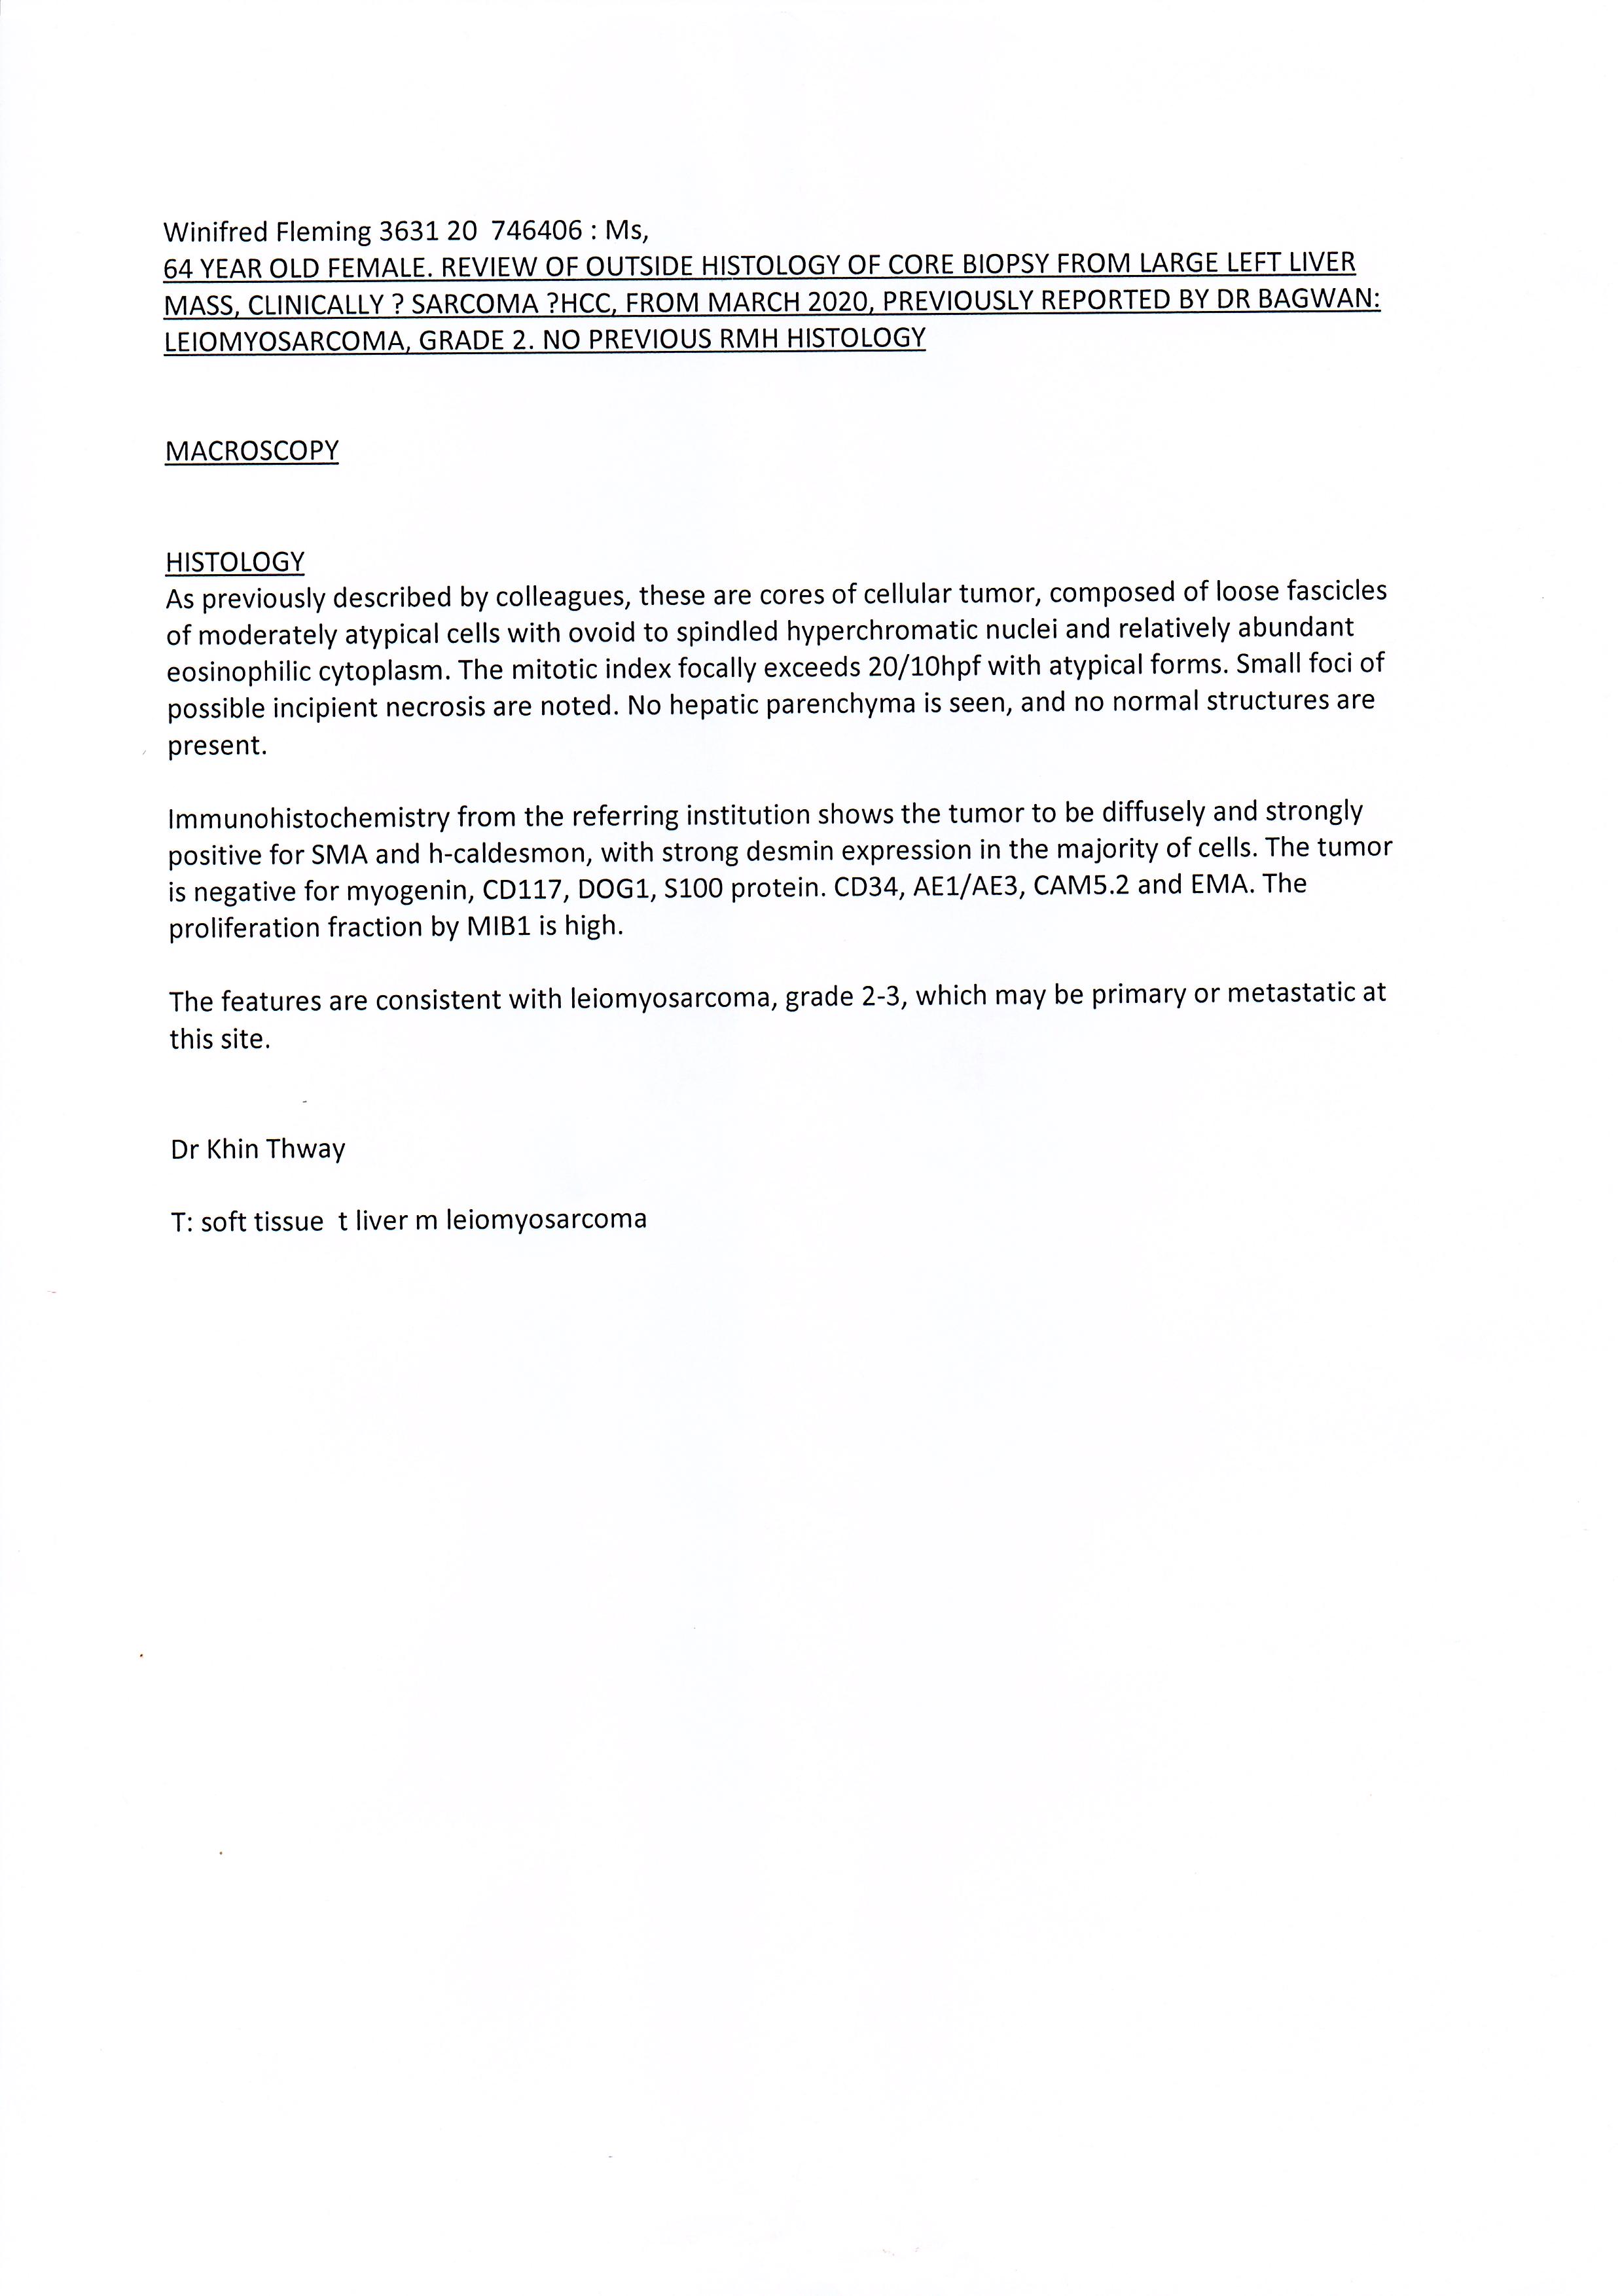 Winifred Fleming 3631 20  746406 : Ms,
64 YEAR OLD FEMALE. REVIEW OF OUTSIDE HISTOLOGY OF CORE BIOPSY FROM LARGE LEFT LIVER
MASS, CLINICALLY ? SARCOMA ?HCC, FROM MARCH 2020, PREVIOUSLY REPORTED BY DR BAGWAN:
LEIOMYOSARCOMA, GRADE 2. NO PREVIOUS RMH HISTOLOGY
MACROSCOPY
HISTOLOGY
As previously described by colleagues, these are cores of cellular tumor, composed of loose fascicles
of moderately atypical cells with ovoid to spindled hyperchromatic nuclei and relatively abundant
eosinophilic cytoplasm. The mitotic index focally exceeds 20/10hpf with atypical forms. Small foci of
possible incipient necrosis are noted. No hepatic parenchyma is seen, and no normal structures are
present.
Immunohistochemistry from the referring institution shows the tumor to be diffusely and strongly
positive for SMA and h-caldesmon, with strong desmin expression in the majority of cells. The tumor
is negative for myogenin, CD117, DOG1, S100 protein. CD34, AE1/AE3, CAM5.2 and EMA. The
proliferation fraction by MIB1 is high.
The features are consistent with leiomyosarcoma, grade 2-3, which may be primary or metastatic at
this site.
Dr Khin Thway
T: soft tissue  t liver m leiomyosarcoma